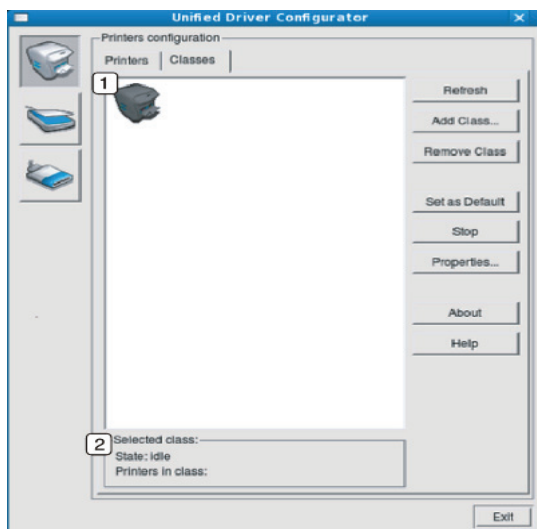 Unified Driver Configurator
Printers configuration
Printers Classes
1
Refresh
Add Class...
Remove Class
Set as Default
Stop
Properties...
About
Help
2
Selected class:
State: idle
Printers in class:
Exit